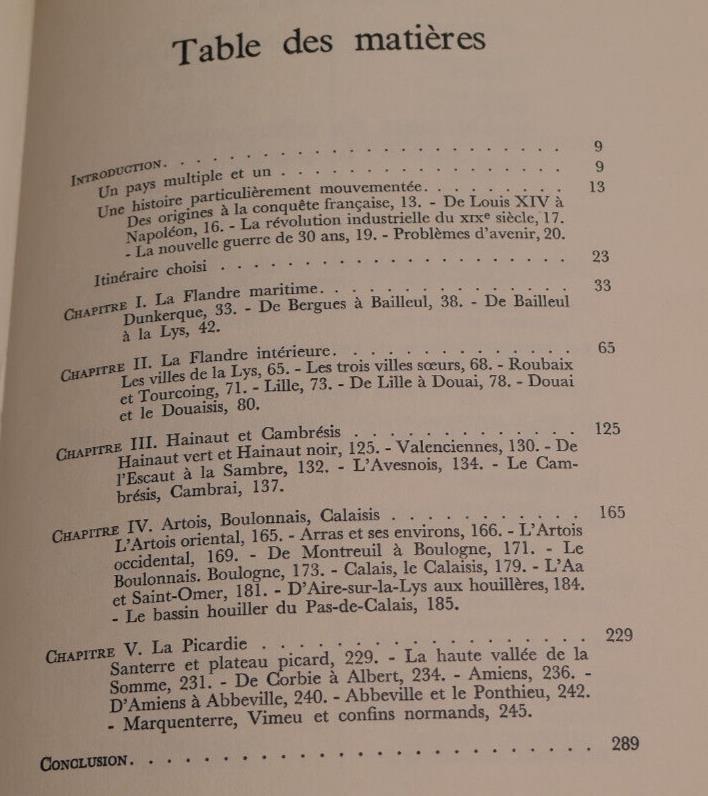 Table des matières
INTRODUCTION. . . . . . . . . . . . . . . . . . 9
Un pays multiple et un . . . . . . . . . . . . . . 9
Une histoire particulièrement mouvementée. . . . . . . . 13
Des origines à la conquête française, 13. - De Louis XIV à
Napoléon, 16. - La révolution industrielle du XIXe siècle, 17.
- La nouvelle guerre de 30 ans, 19. - Problèmes d'avenir, 20.
Itinéraire choisi . . . . . . . . . . . . . . . . 23
CHAPITRE I. La Flandre maritime. . . . . . . . . . . . 33
Dunkerque, 33. - De Bergues à Bailleul, 38. - De Bailleul
à la Lys, 42.
CHAPITRE II. La Flandre intérieure. . . . . . . . . . . . 65
Les villes de la Lys, 65. - Les trois villes sœurs, 68. - Roubaix
et Tourcoing, 71. - Lille, 73. - De Lille à Douai, 78. - Douai
et le Douaisis, 80.
CHAPITRE III. Hainaut et Cambrésis . . . . . . . . . . . 125
Hainaut vert et Hainaut noir, 125. - Valenciennes, 130. - De
l'Escaut à la Sambre, 132. - L'Avesnois, 134. - Le Cam-
brésis, Cambrai, 137.
CHAPITRE IV. Artois, Boulonnais, Calaisis . . . . . . . . . 165
L'Artois oriental, 165. - Arras et ses environs, 166. - L'Artois
occidental, 169. - De Montreuil à Boulogne, 171. - Le
Boulonnais. Boulogne, 173. - Calais, le Calaisis, 179. - L'Aa
et Saint-Omer, 181. - D'Aire-sur-la-Lys aux houillères, 184.
- Le bassin houiller du Pas-de-Calais, 185.
CHAPITRE V. La Picardie . . . . . . . . . . . . . . . 229
Santerre et plateau picard, 229. - La haute vallée de la
Somme, 231. - De Corbie à Albert, 234. - Amiens, 236. -
D'Amiens à Abbeville, 240. - Abbeville et le Ponthieu, 242.
- Marquenterre, Vimeu et confins normands, 245.
CONCLUSION. . . . . . . . . . . . . . . . . . . . 289